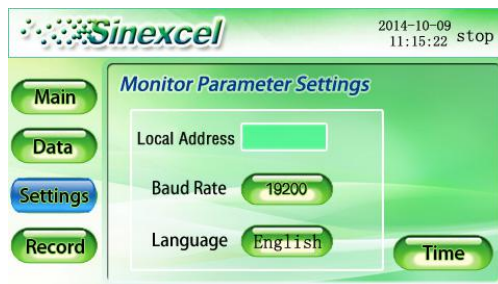 Sinexcel
2014-10-09
11:15:22 stop
Main
Data
Settings
Record
Monitor Parameter Settings
Local Address
Baud Rate 19200
Language English
Time